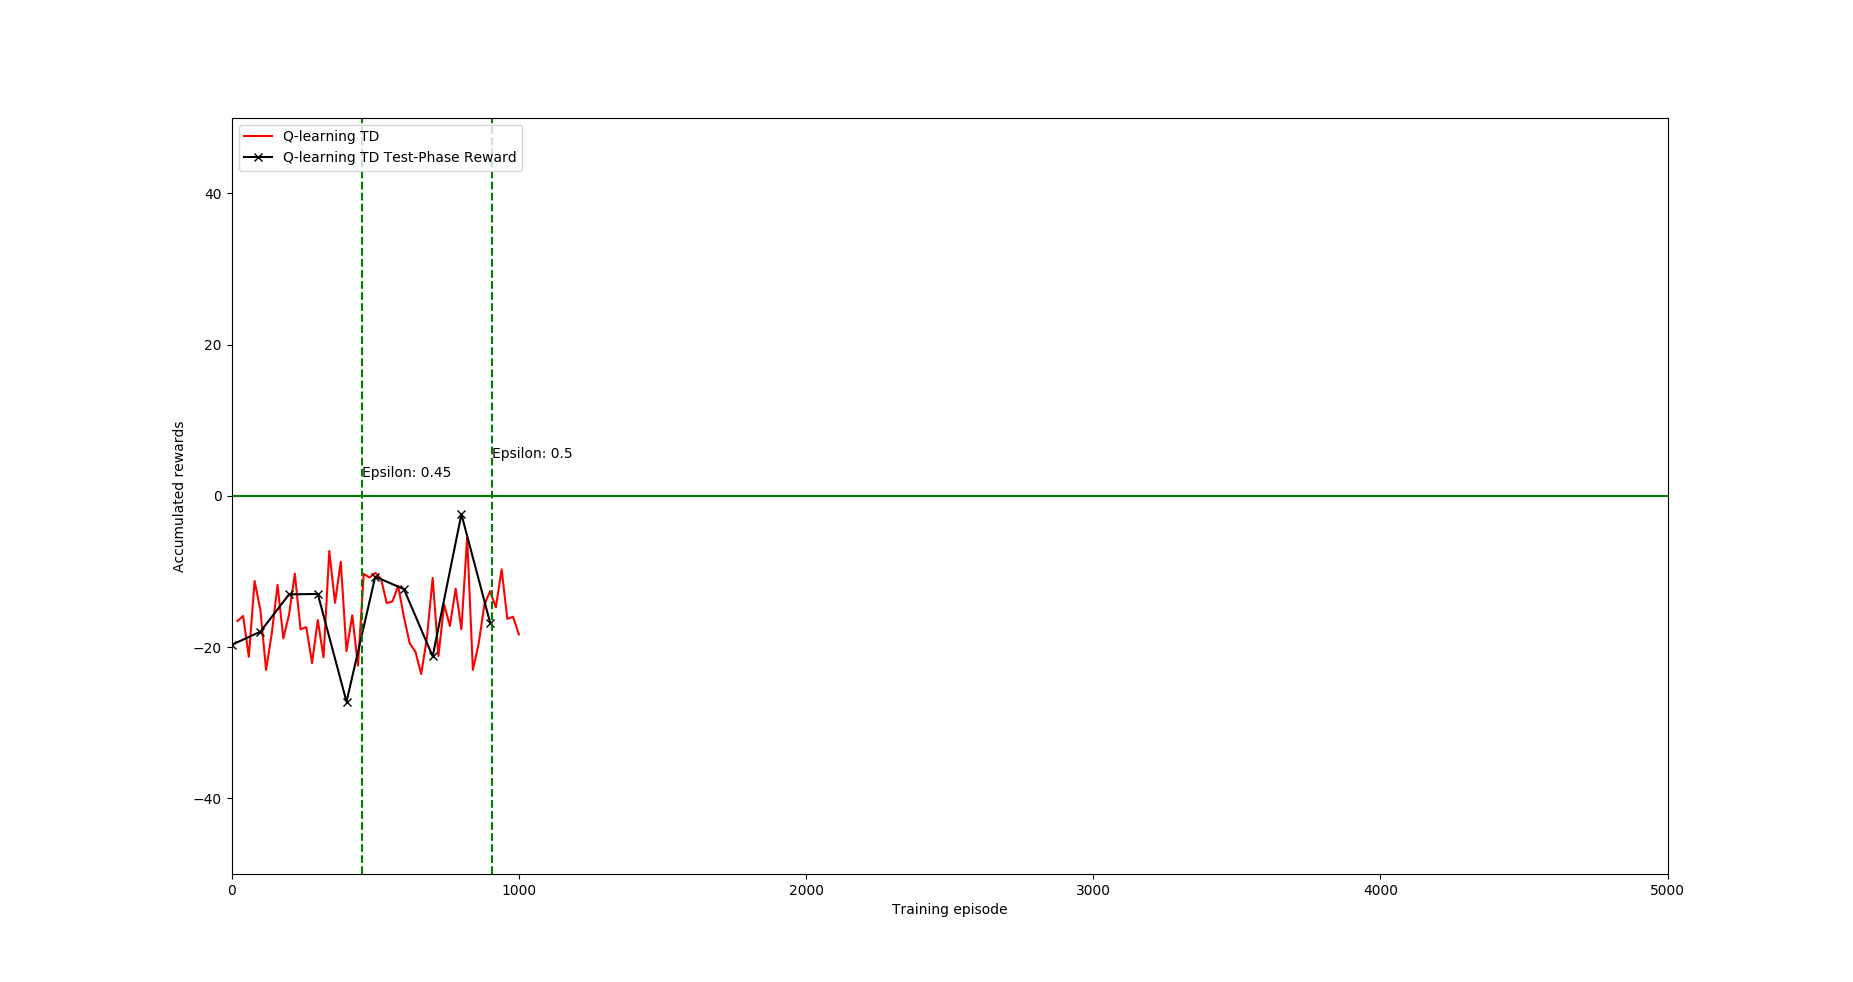 Q-learning TD
Q-learning TD Test-Phase Reward
40
20
Epsilon: 0.5
Epsilon: 0.45
0
Accumulated rewards
−20
−40
0 1000 2000 3000 4000 5000
Training episode